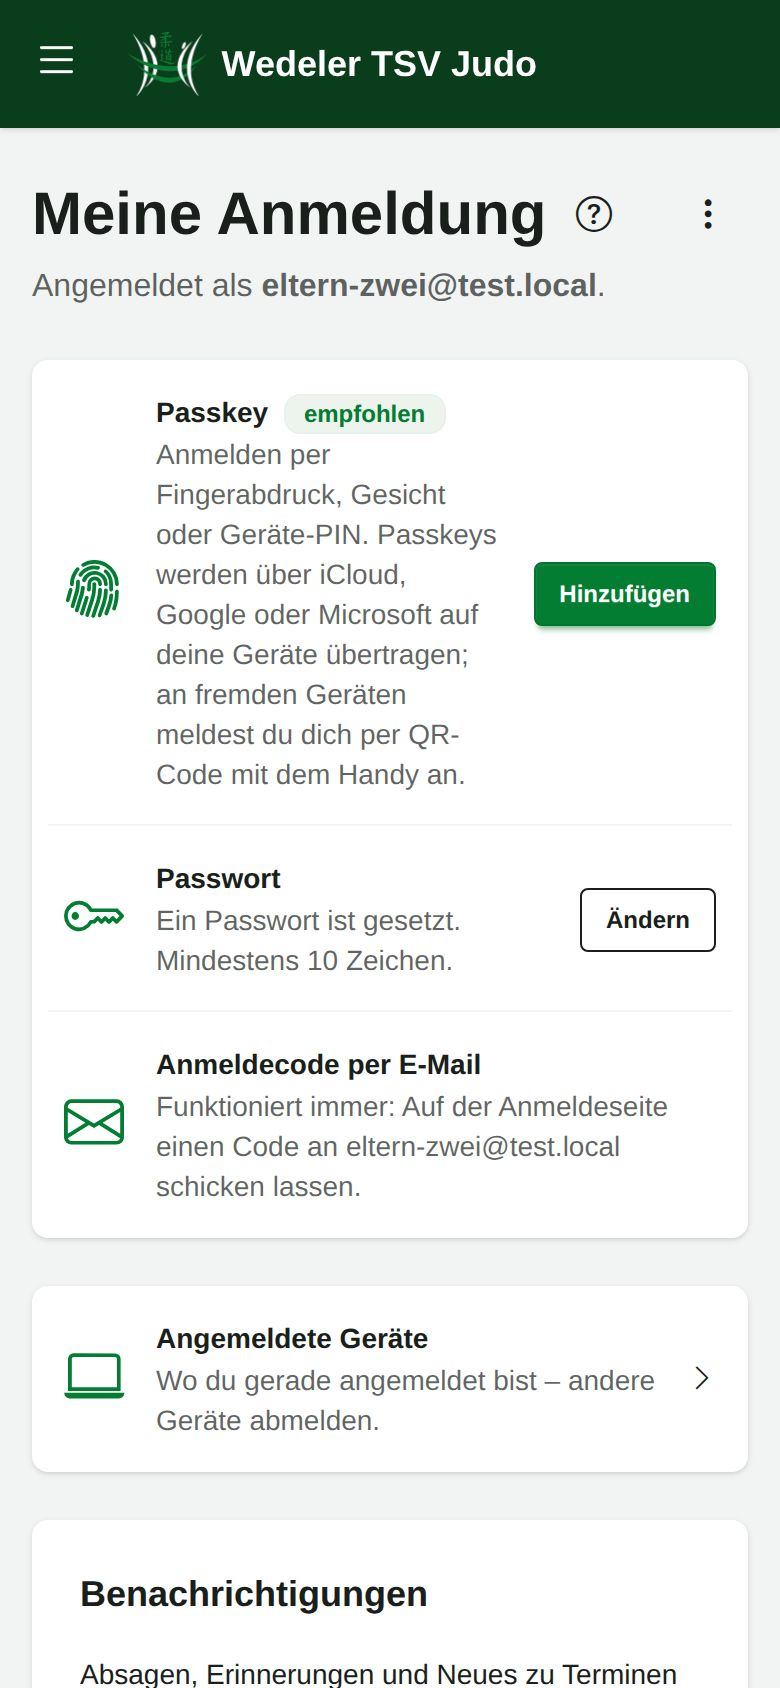 柔道
Wedeler TSV Judo
Meine Anmeldung ?
Angemeldet als eltern-zwei@test.local.
Passkey empfohlen
Anmelden per
Fingerabdruck, Gesicht
oder Geräte-PIN. Passkeys
werden über iCloud,
Google oder Microsoft auf
deine Geräte übertragen;
an fremden Geräten
meldest du dich per QR-
Code mit dem Handy an.
Hinzufügen
Passwort
Ein Passwort ist gesetzt.
Mindestens 10 Zeichen.
Ändern
Anmeldecode per E-Mail
Funktioniert immer: Auf der Anmeldeseite
einen Code an eltern-zwei@test.local
schicken lassen.
Angemeldete Geräte
Wo du gerade angemeldet bist – andere
Geräte abmelden.
Benachrichtigungen
Absagen, Erinnerungen und Neues zu Terminen